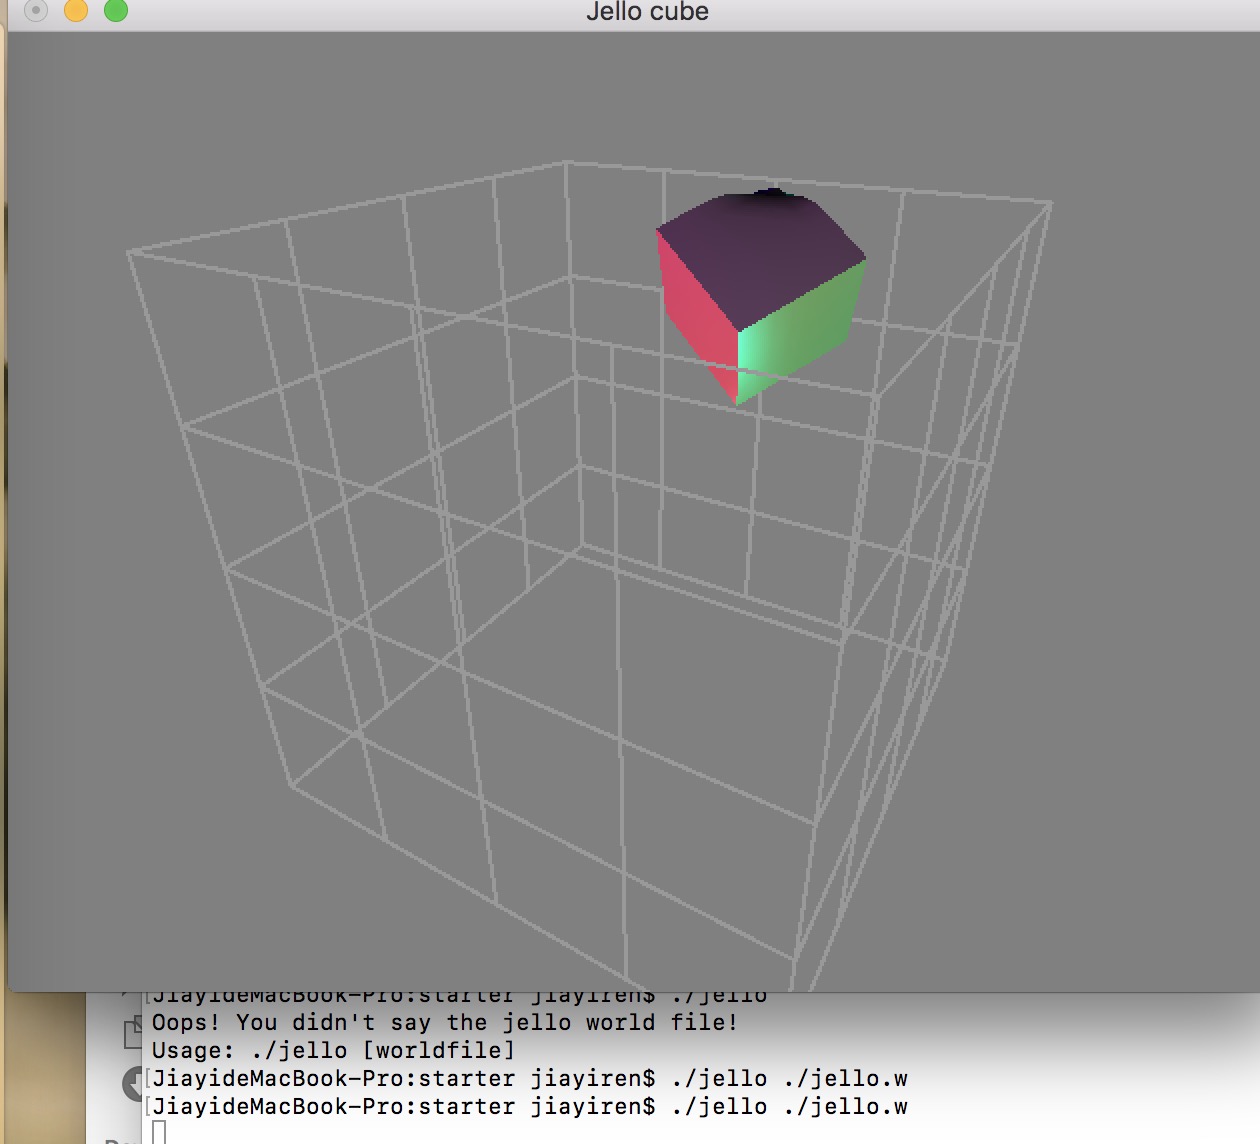 Jello cube
[JiayideMacBook-Pro:starter jiayiren$ ./jello
Oops! You didn't say the jello world file!
Usage: ./jello [worldfile]
[JiayideMacBook-Pro:starter jiayiren$ ./jello ./jello.w
[JiayideMacBook-Pro:starter jiayiren$ ./jello ./jello.w